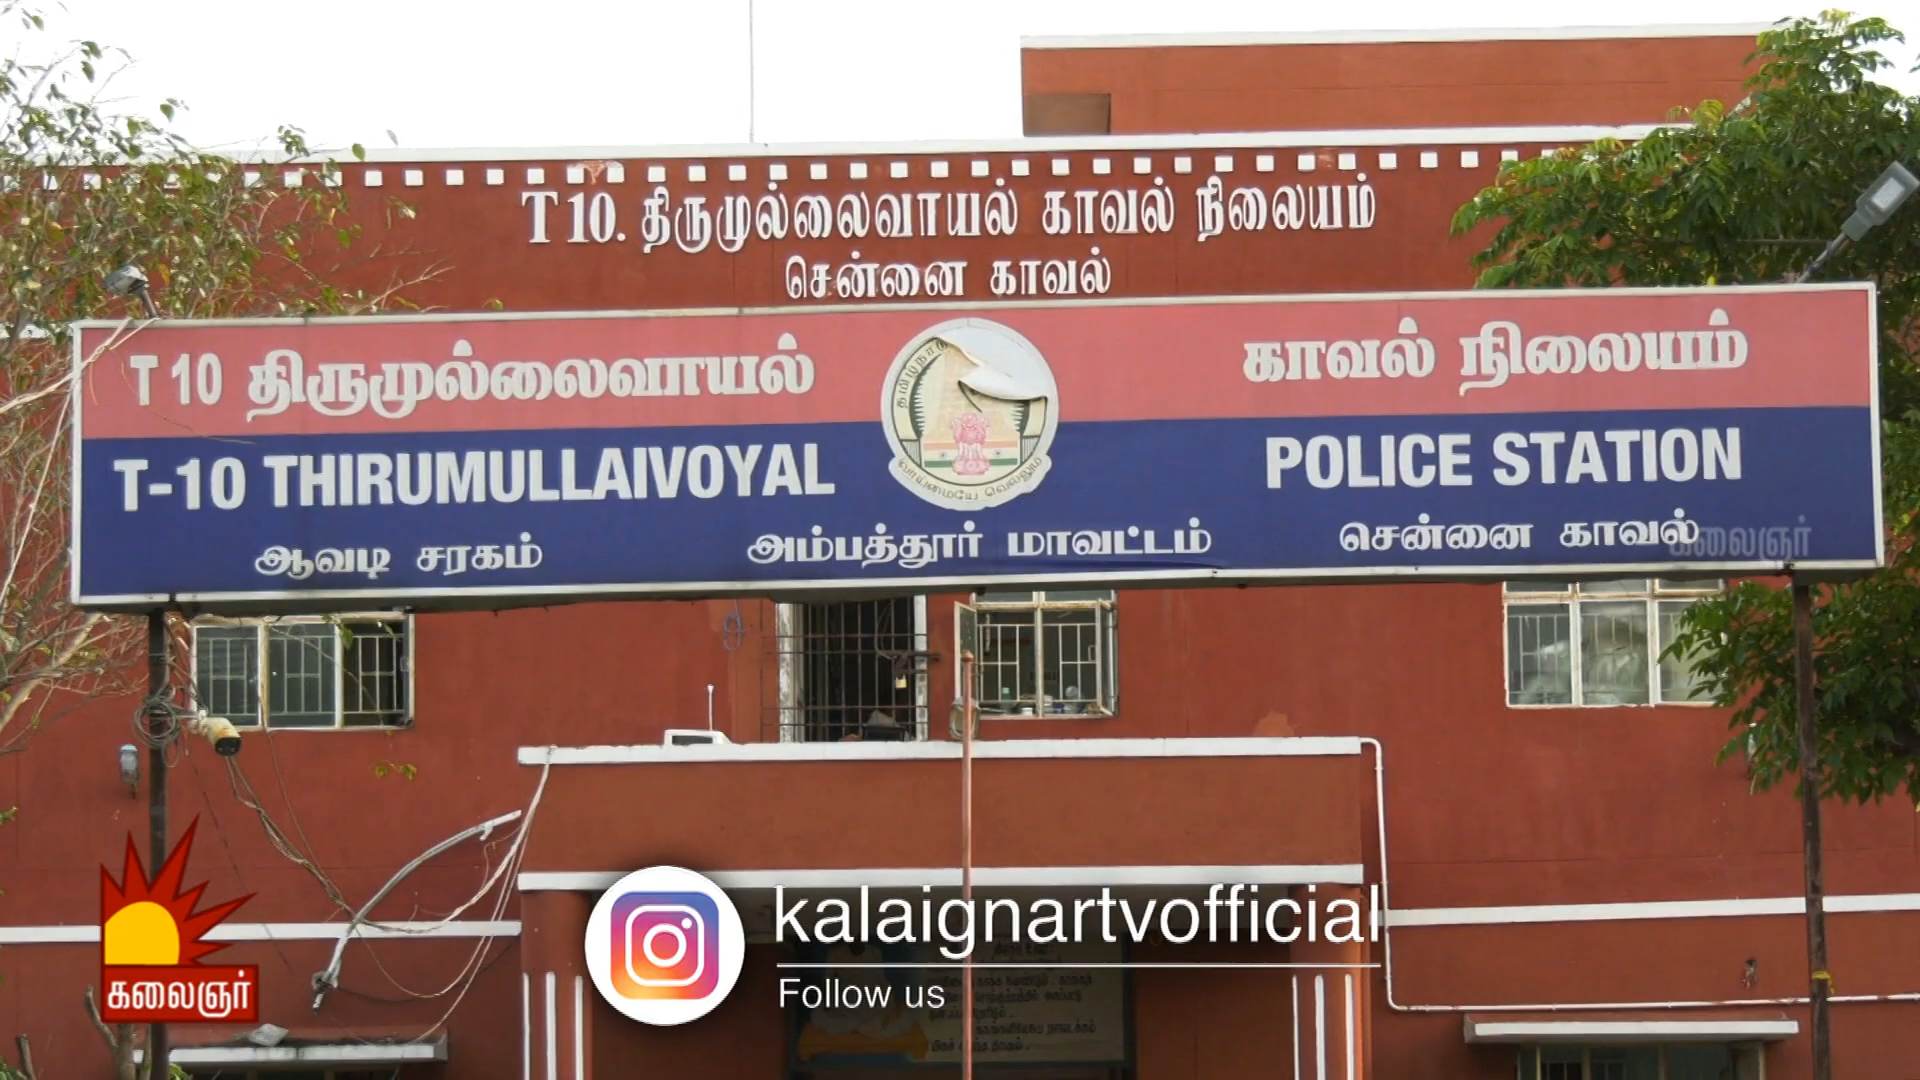 T 10. திருமுல்லைவாயல் காவல் நிலையம்
சென்னை காவல்
T 10 திருமுல்லைவாயல் காவல் நிலையம்
T-10 THIRUMULLAIVOYAL POLICE STATION
ஆவடி சரகம் அம்பத்தூர் மாவட்டம் சென்னை காவல்
கலைஞர்
வாய்மையே வெல்லும்
kalaignartvofficial
Follow us
கலைஞர்